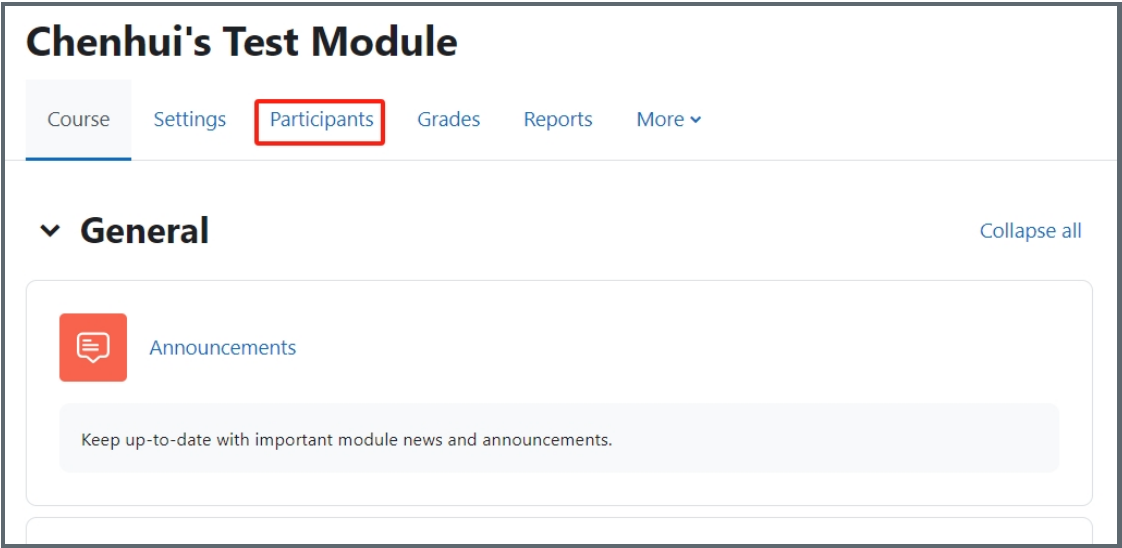 Chenhui's Test Module
Course Settings Participants Grades Reports More
General Collapse all
Announcements
Keep up-to-date with important module news and announcements.